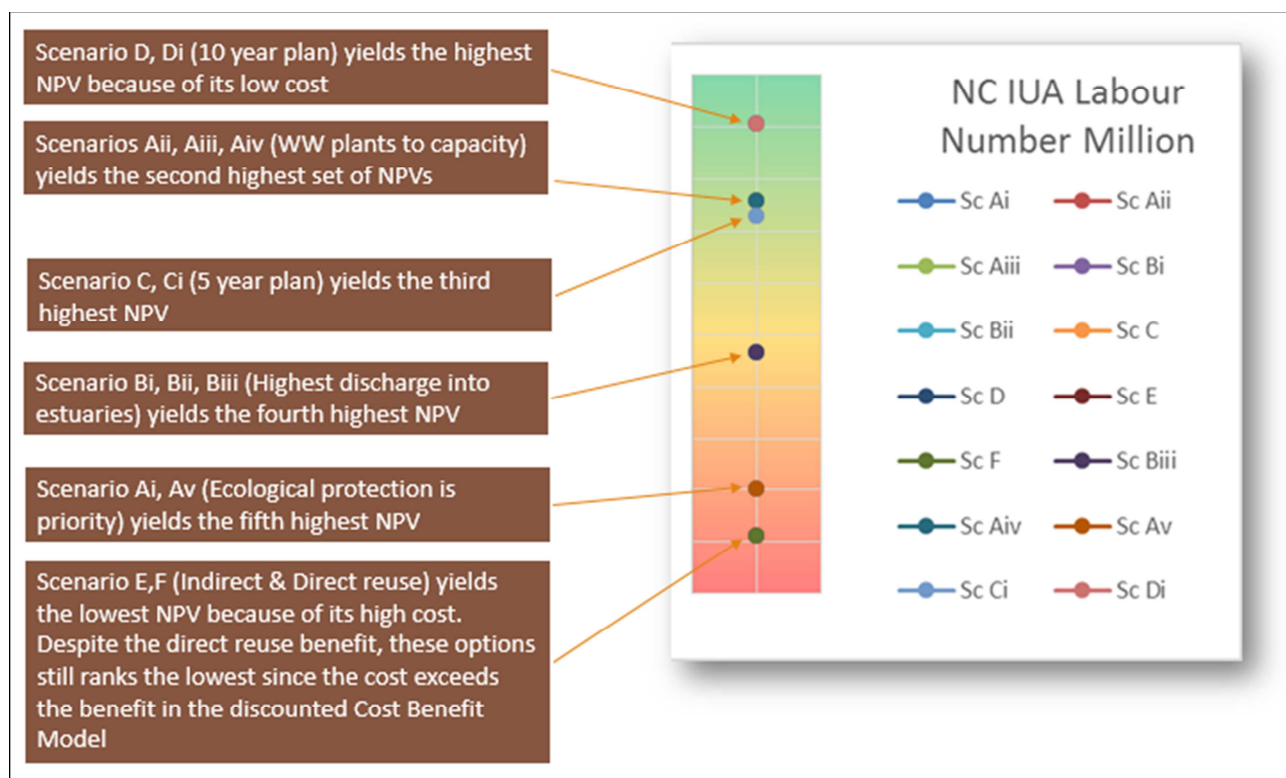 Scenario D, Di (10 year plan) yields the highest
NPV because of its low cost
Scenarios Aii, Aiii, Aiv (WW plants to capacity)
yields the second highest set of NPVs
Scenario C, Ci (5 year plan) yields the third
highest NPV
Scenario Bi, Bii, Biii (Highest discharge into
estuaries) yields the fourth highest NPV
Scenario Ai, Av (Ecological protection is
priority) yields the fifth highest NPV
Scenario E,F (Indirect & Direct reuse) yields
the lowest NPV because of its high cost.
Despite the direct reuse benefit, these options
still ranks the lowest since the cost exceeds
the benefit in the discounted Cost Benefit
Model
NC IUA Labour
Number Million
Sc Ai
Sc Aii
Sc Aiii
Sc Bi
Sc Bii
Sc C
Sc D
Sc E
Sc F
Sc Biii
Sc Aiv
Sc Av
Sc Ci
Sc Di